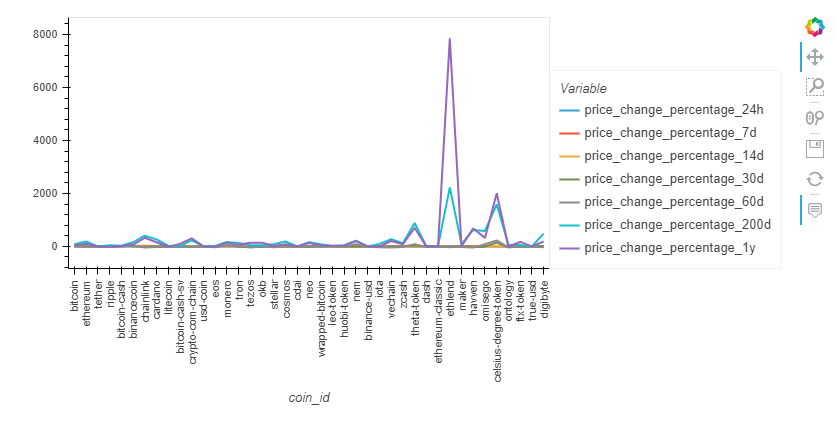 8000
6000
4000
2000
0
bitcoin
ethereum
tether
ripple
bitcoin-cash
binancecoin
chainlink
cardano
litecoin
bitcoin-cash-sv
crypto-com-chain
usd-coin
eos
monero
tron
tezos
okb
stellar
cosmos
cdai
neo
wrapped-bitcoin
leo-token
huobi-token
nem
binance-usd
iota
vechain
zcash
theta-token
dash
ethereum-classic
ethlend
maker
havven
omisego
celsius-degree-token
ontology
ftx-token
true-usd
digibyte
coin_id
Variable
price_change_percentage_24h
price_change_percentage_7d
price_change_percentage_14d
price_change_percentage_30d
price_change_percentage_60d
price_change_percentage_200d
price_change_percentage_1y